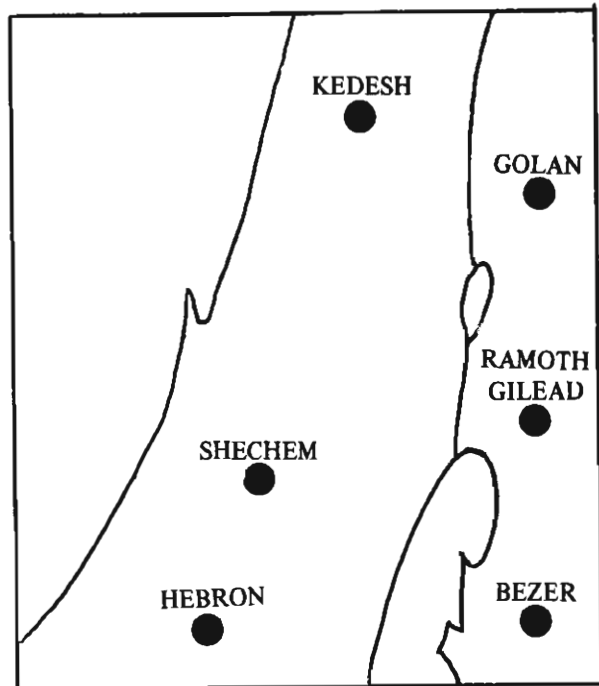 KEDESH
GOLAN
RAMOTH
GILEAD
SHECHEM
HEBRON
BEZER